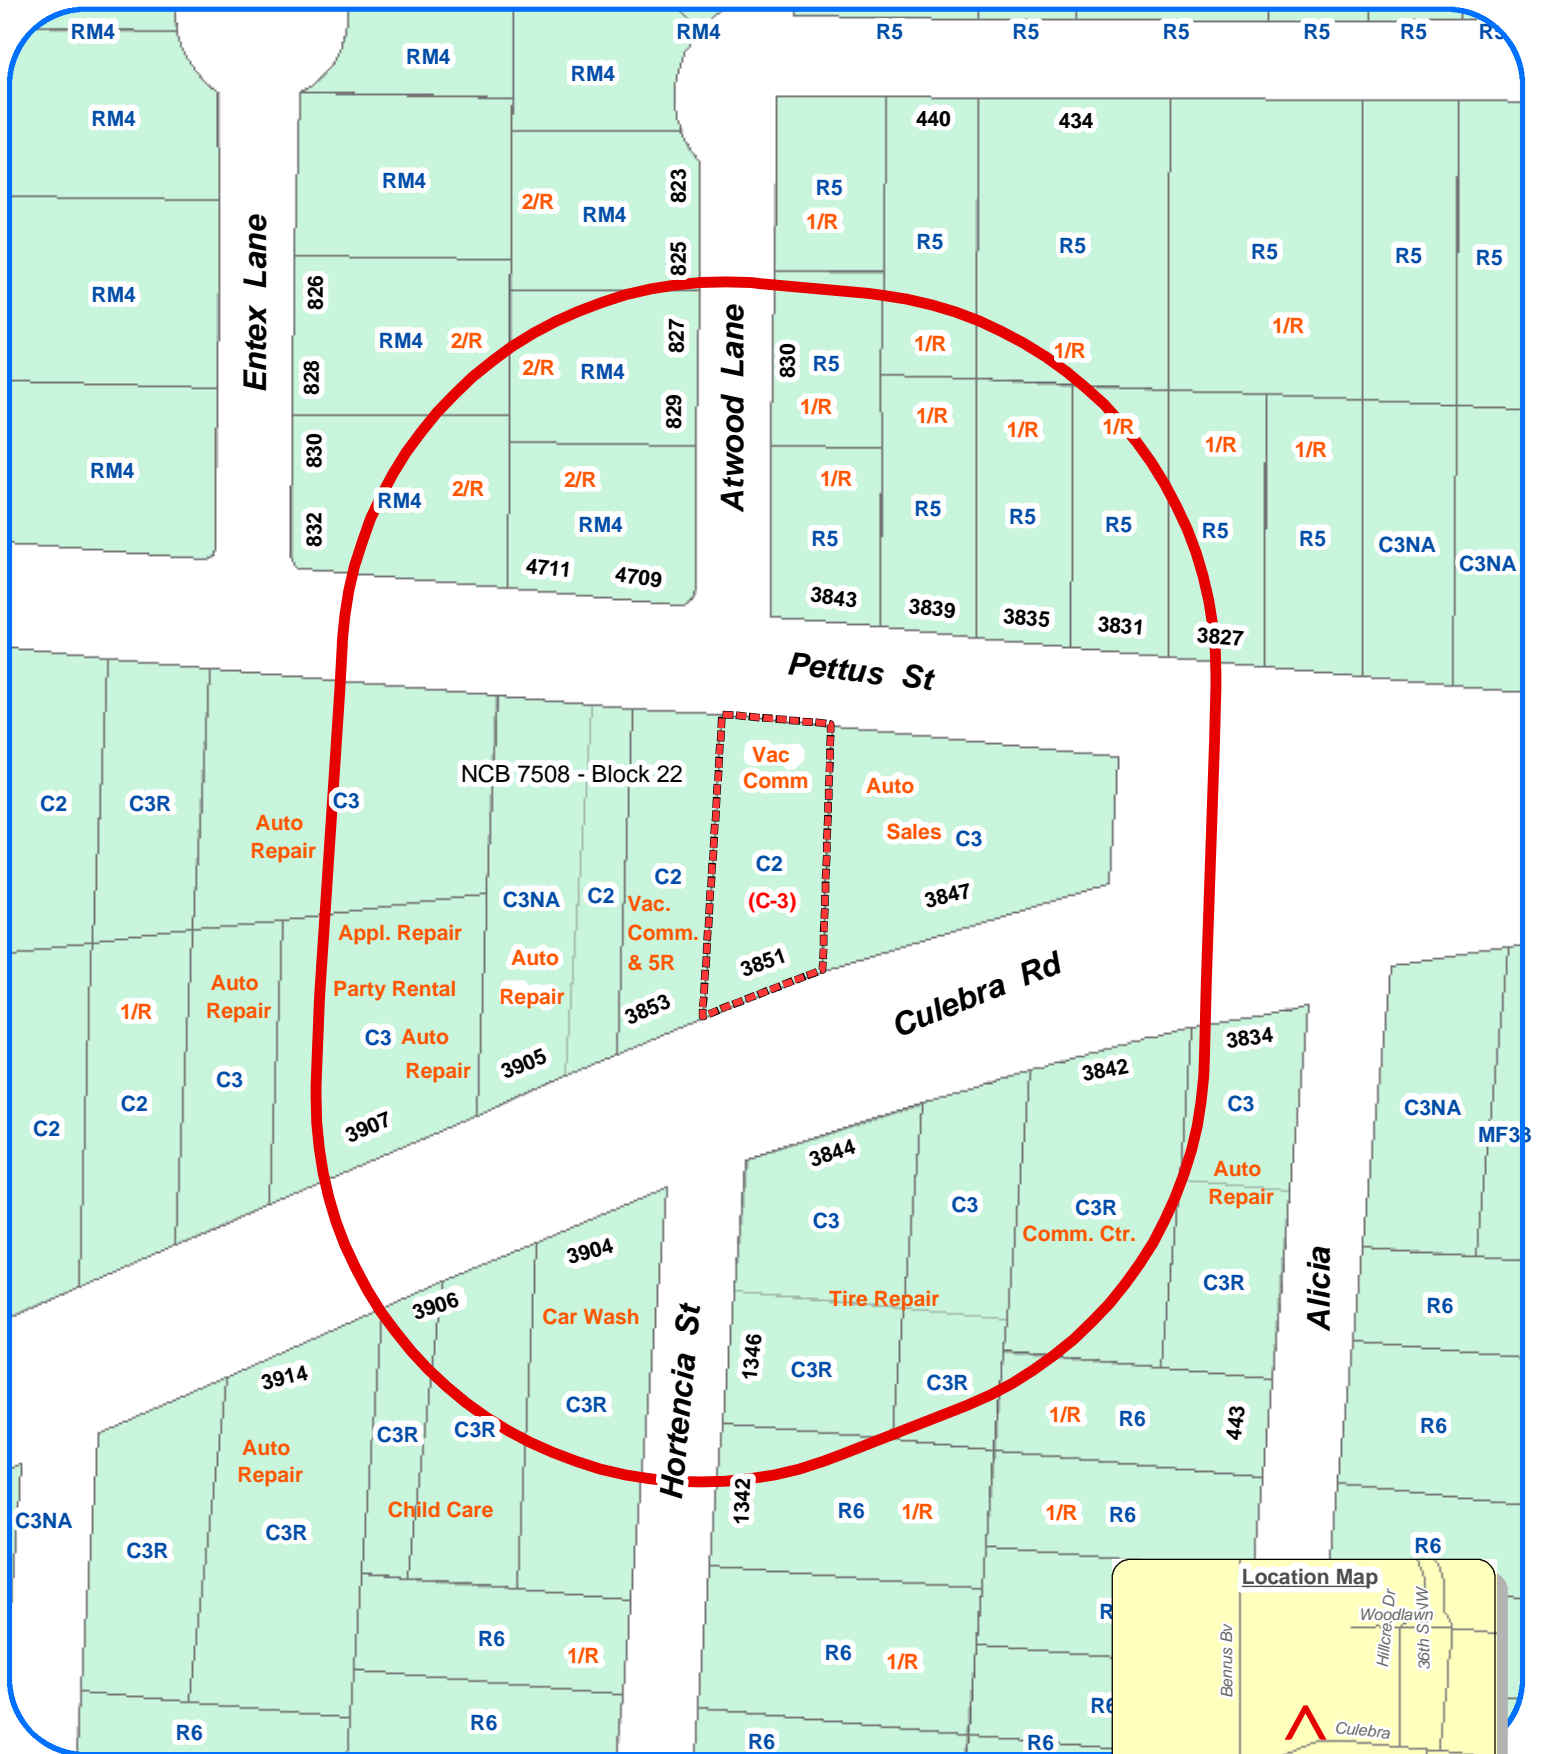 RM4
RM4
R5
R5
R5
R5
R5
R5
RM4
RM4
RM4
440
434
RM4
2/R
RM4
823
R5
1/R
825
R5
R5
R5
R5
R5
Entex Lane
RM4
826
RM4
2/R
828
2/R
RM4
827
829
Atwood Lane
830
R5
1/R
1/R
1/R
1/R
RM4
830
RM4
2/R
832
2/R
RM4
4711
4709
1/R
R5
3843
1/R
R5
3839
1/R
R5
3835
1/R
R5
3831
1/R
R5
3827
1/R
R5
C3NA
C3NA
Pettus St
NCB 7508 - Block 22
C2
C3R
Auto
Repair
C3
C3NA
Auto
Repair
3905
C2
C2
Vac.
Comm.
& 5R
3853
Vac
Comm
C2
(C-3)
3851
Auto
Sales
C3
3847
Culebra Rd
C2
1/R
C2
Auto
Repair
C3
Appl. Repair
Party Rental
C3
Auto
Repair
3907
3844
C3
C3
3842
C3R
Comm. Ctr.
3834
C3
Auto
Repair
C3R
C3NA
MF33
Alicia
R6
R6
R6
3904
Car Wash
C3R
3906
C3R
C3R
Child Care
3914
Auto
Repair
C3R
C3R
C3NA
Hortencia St
Tire Repair
1346
C3R
C3R
1/R
R6
443
1342
R6
1/R
1/R
R6
R6
1/R
R6
1/R
R6
R6
R6
R6
R6
Location Map
Woodlawn
Benrus Bv
36th St NW
Culebra